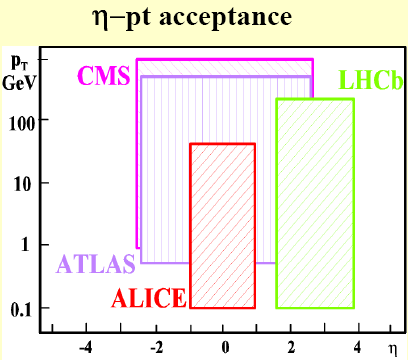 η−pt acceptance
pT
GeV
CMS
LHCb
100
10
1
ATLAS
ALICE
0.1
-4 -2 0 2 4 η